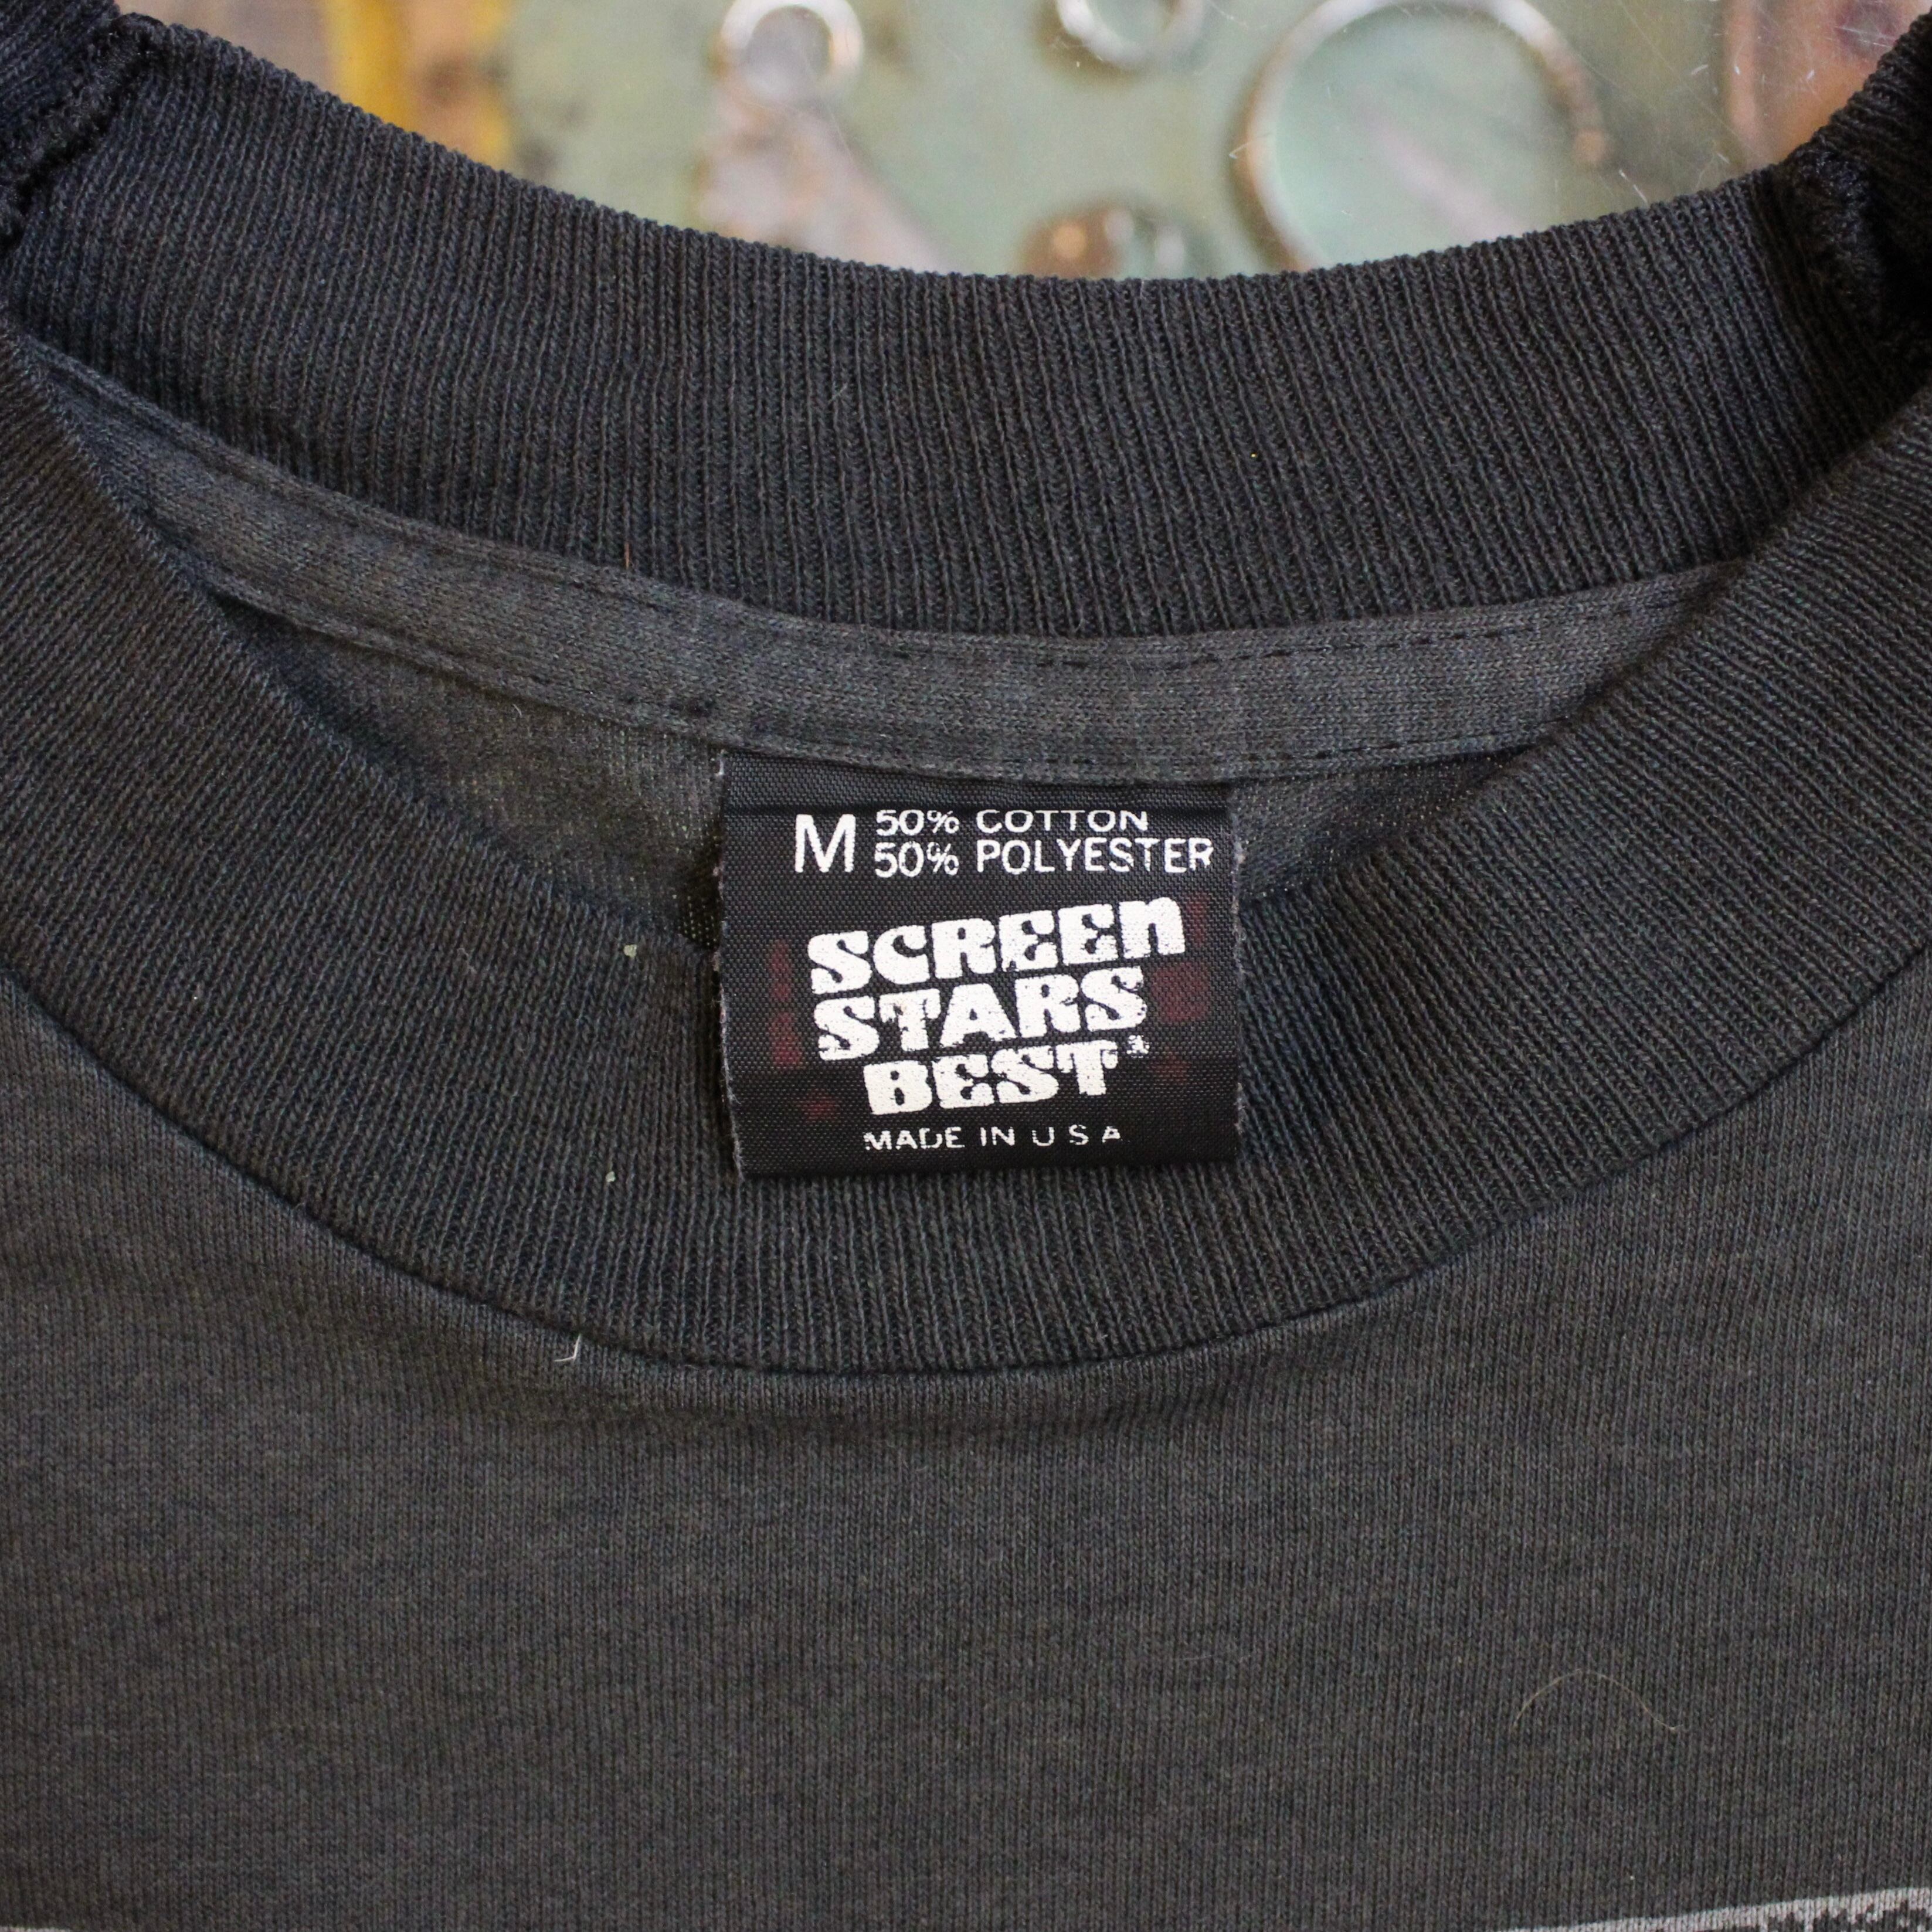 M 50% COTTON
50% POLYESTER
SCREEN
STARS
BEST
MADE IN U S A